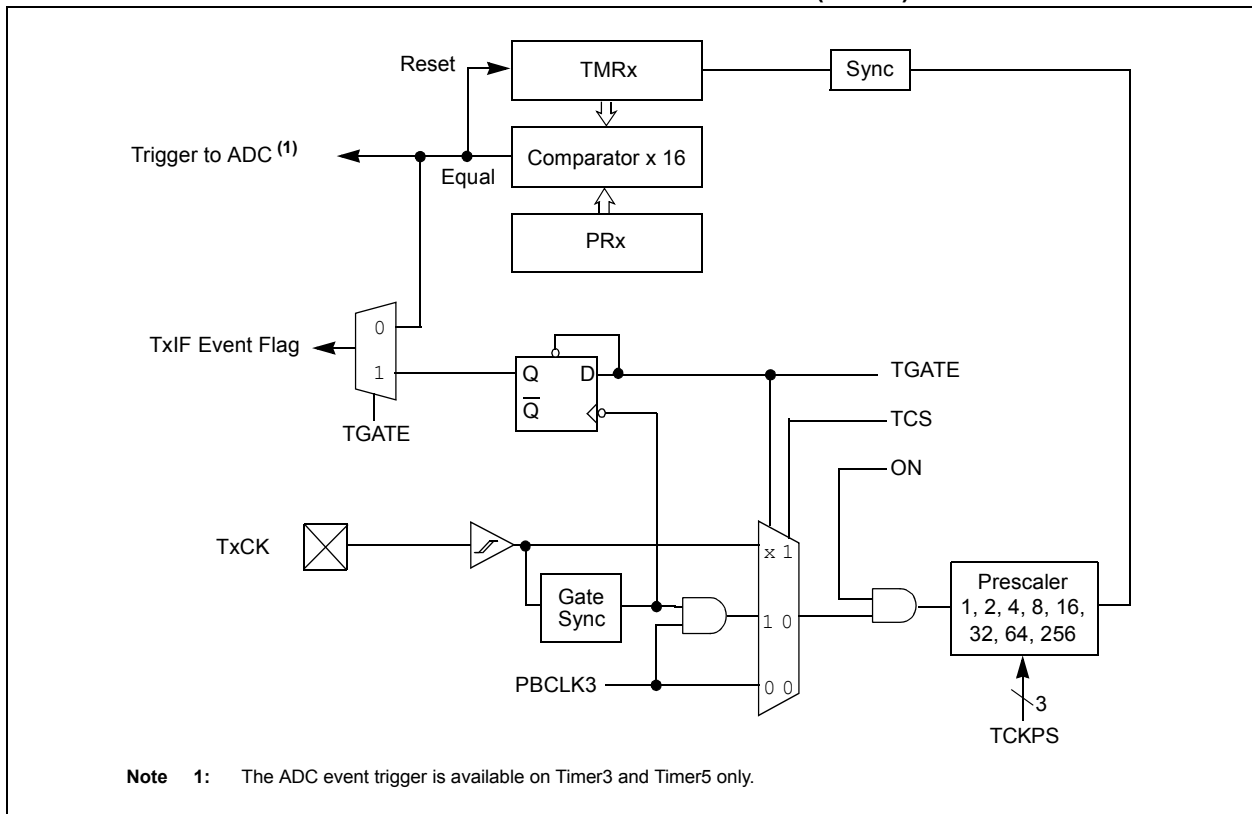 Reset
TMRx
Sync
Trigger to ADC (1)
Equal
Comparator x 16
PRx
TxIF Event Flag
0
1
TGATE
Q
D
Q
TGATE
TCS
ON
TxCK
Gate
Sync
x 1
1 0
0 0
PBCLK3
Prescaler
1, 2, 4, 8, 16,
32, 64, 256
3
TCKPS
Note 1: The ADC event trigger is available on Timer3 and Timer5 only.